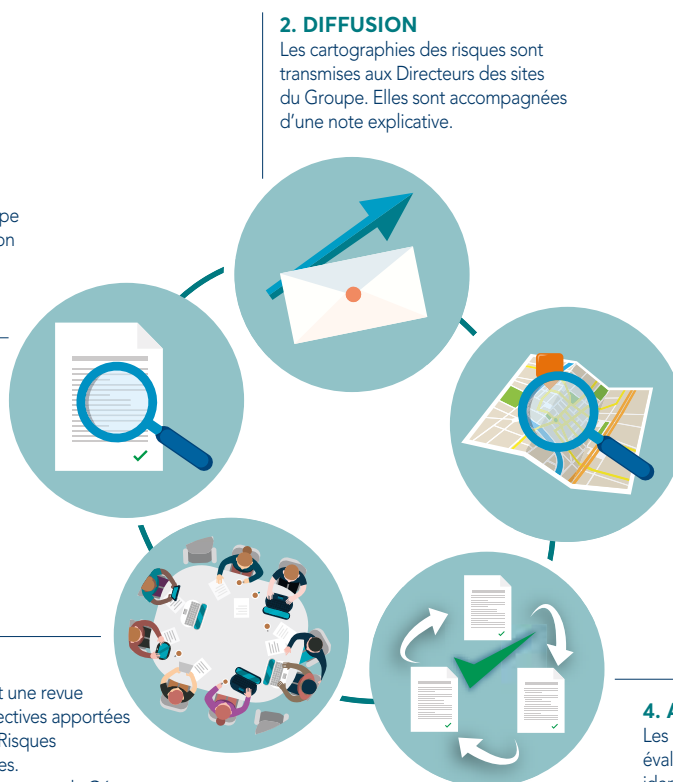 2. DIFFUSION
Les cartographies des risques sont
transmises aux Directeurs des sites
du Groupe. Elles sont accompagnées
d'une note explicative.
pe
on
t une revue
ectives apportées
Risques
es.
4. A
Les
éval